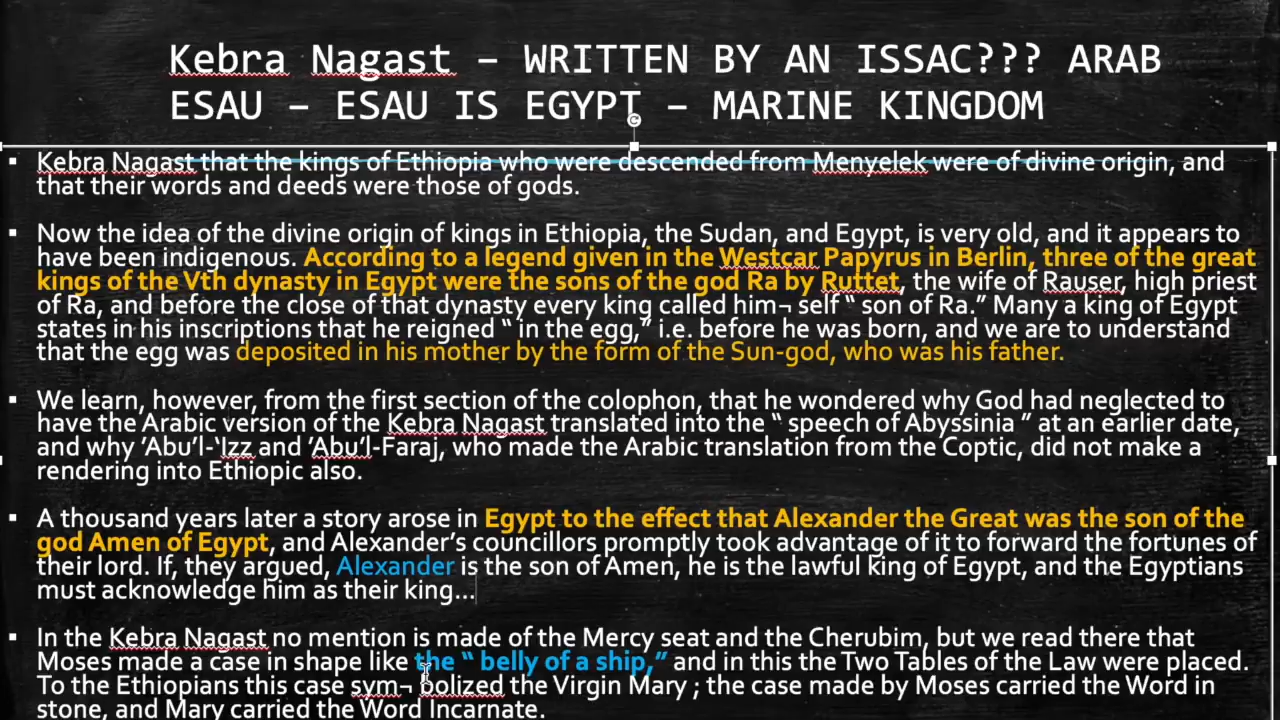 Kebra Nagast – WRITTEN BY AN ISSAC??? ARAB
ESAU – ESAU IS EGYPT – MARINE KINGDOM
▪ Kebra Nagast that the kings of Ethiopia who were descended from Menyelek were of divine origin, and
that their words and deeds were those of gods.
▪ Now the idea of the divine origin of kings in Ethiopia, the Sudan, and Egypt, is very old, and it appears to
have been indigenous. According to a legend given in the Westcar Papyrus in Berlin, three of the great
kings of the Vth dynasty in Egypt were the sons of the god Ra by Ruttet, the wife of Rauser, high priest
of Ra, and before the close of that dynasty every king called him¬ self “ son of Ra.” Many a king of Egypt
states in his inscriptions that he reigned “ in the egg,” i.e. before he was born, and we are to understand
that the egg was deposited in his mother by the form of the Sun-god, who was his father.
▪ We learn, however, from the first section of the colophon, that he wondered why God had neglected to
have the Arabic version of the Kebra Nagast translated into the “ speech of Abyssinia ” at an earlier date,
and why ’Abu’l-‘Izz and ’Abu’l-Faraj, who made the Arabic translation from the Coptic, did not make a
rendering into Ethiopic also.
▪ A thousand years later a story arose in Egypt to the effect that Alexander the Great was the son of the
god Amen of Egypt, and Alexander’s councillors promptly took advantage of it to forward the fortunes of
their lord. If, they argued, Alexander is the son of Amen, he is the lawful king of Egypt, and the Egyptians
must acknowledge him as their king...
▪ In the Kebra Nagast no mention is made of the Mercy seat and the Cherubim, but we read there that
Moses made a case in shape like the “ belly of a ship,” and in this the Two Tables of the Law were placed.
To the Ethiopians this case sym¬ bolized the Virgin Mary ; the case made by Moses carried the Word in
stone, and Mary carried the Word Incarnate.